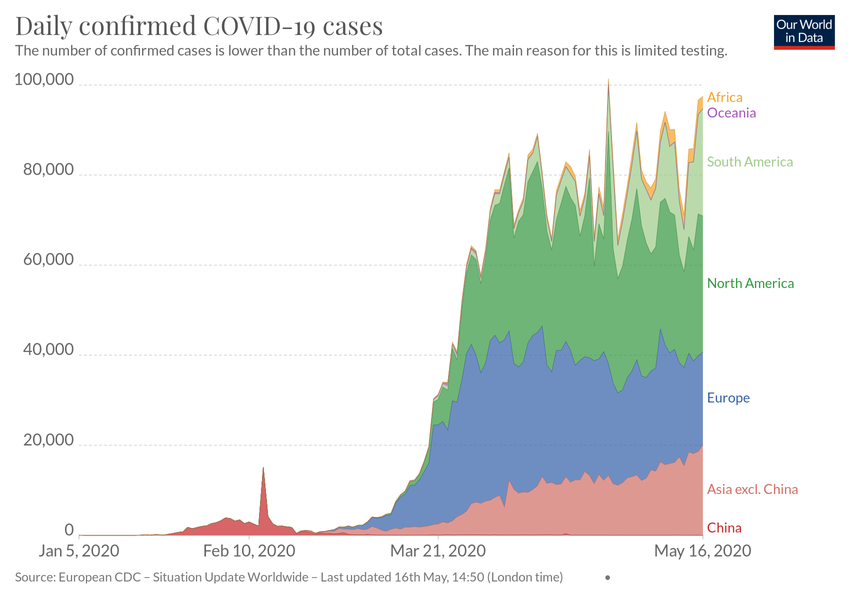 Daily confirmed COVID-19 cases
Our World
in Data
The number of confirmed cases is lower than the number of total cases. The main reason for this is limited testing.
100,000
80,000
60,000
40,000
20,000
0
Africa
Oceania
South America
North America
Europe
Asia excl. China
China
Jan 5, 2020
Feb 10, 2020
Mar 21, 2020
May 16, 2020
Source: European CDC – Situation Update Worldwide – Last updated 16th May, 14:50 (London time)